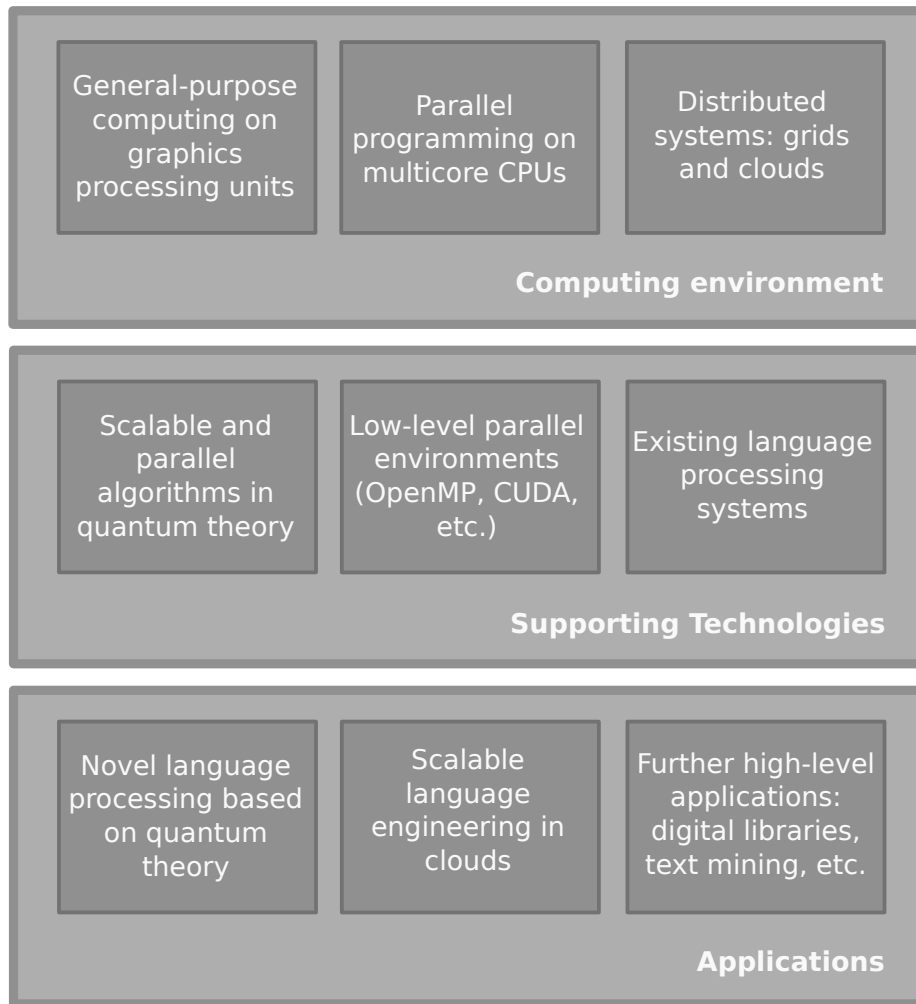 General-purpose
computing on
graphics
processing units
Parallel
programming on
multicore CPUs
Distributed
systems: grids
and clouds
Computing environment
Scalable and
parallel
algorithms in
quantum theory
Low-level parallel
environments
(OpenMP, CUDA,
etc.)
Existing language
processing
systems
Supporting Technologies
Novel language
processing based
on quantum
theory
Scalable
language
engineering in
clouds
Further high-level
applications:
digital libraries,
text mining, etc.
Applications